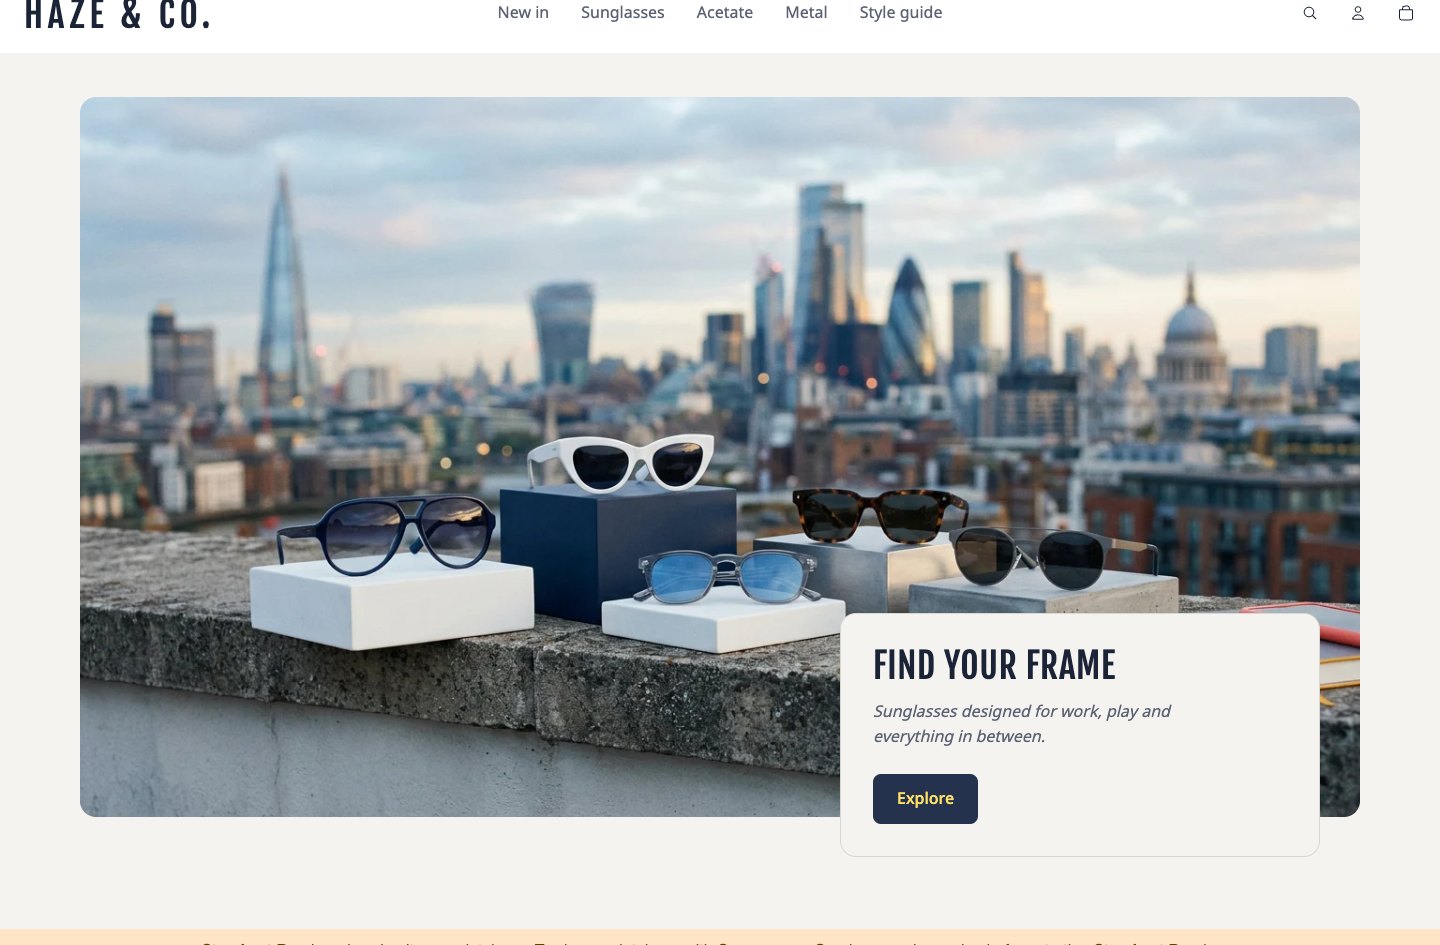 HAZE & CO.
New in
Sunglasses
Acetate
Metal
Style guide
FIND YOUR FRAME
Sunglasses designed for work, play and
everything in between.
Explore